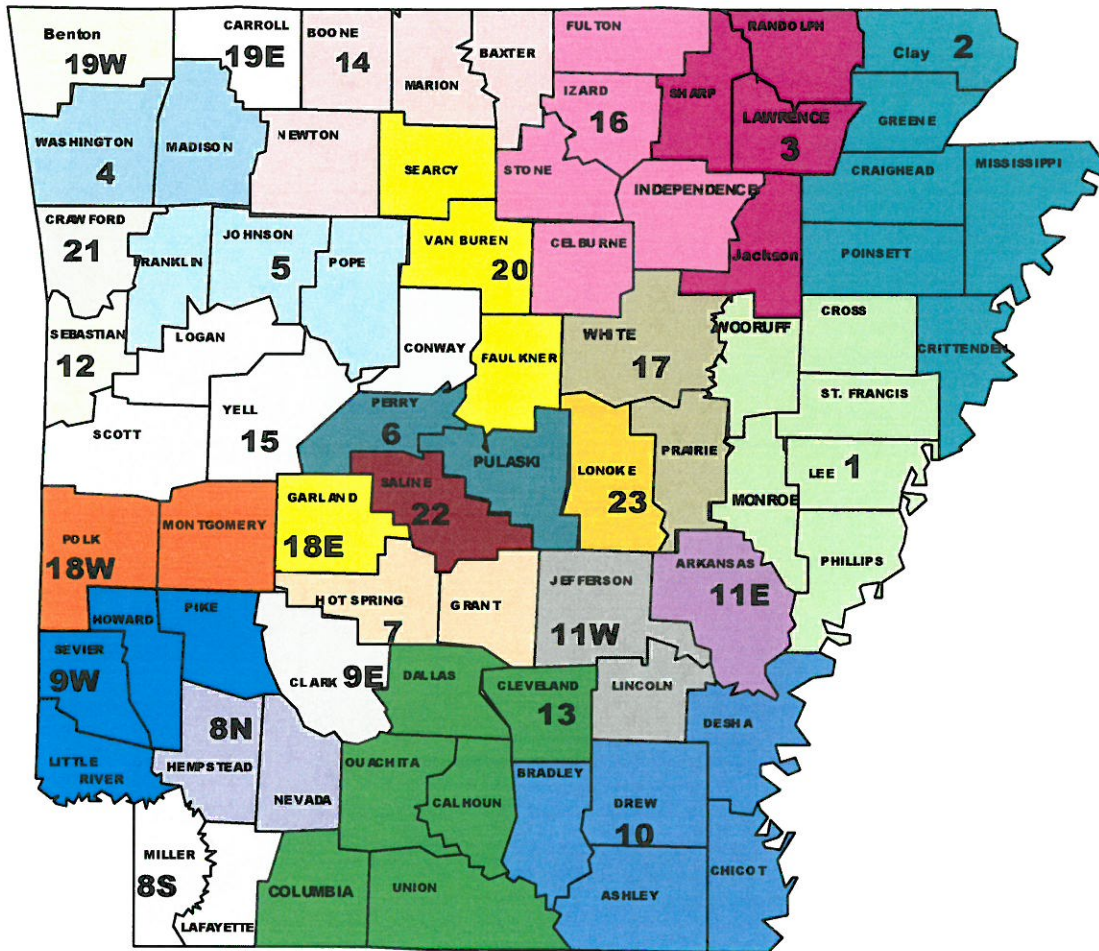 CARROLL
FULTON
RANDOLPH
Benton
BOONE
BAXTER
Clay 2
19W
19E
14
MARION
IZARD
SHARP
LAWRENCE
GREENE
16
3
WASHINGTON
MADISON
NEWTON
SEARCY
STONE
CRAIGHEAD
MISSISSIPPI
4
INDEPENDENCE
CRAWFORD
JOHNSON
VAN BUREN
CELBURNE
Jackson
POINSETT
21
FRANKLIN
5
POPE
20
SEBASTIAN
LOGAN
CONWAY
FAULKNER
WHITE
WOORUFF
CROSS
CRITTENDEN
12
17
ST. FRANCIS
SCOTT
YELL
PERRY
15
6
PULASKI
LONOKE
PRAIRIE
LEE 1
SALINE
MONROE
POLK
MONTGOMERY
GARLAND
22
23
18W
18E
JEFFERSON
ARKANSAS
PHILLIPS
HOWARD
PIKE
HOT SPRING
GRANT
11W
11E
7
SEVIER
9W
CLARK 9E
DALLAS
CLEVELAND
LINCOLN
13
DESHA
8N
LITTLE
RIVER
HEMPSTEAD
NEVADA
OUACHITA
CALHOUN
BRADLEY
DREW
10
MILLER
8S
LAFAYETTE
COLUMBIA
UNION
ASHLEY
CHICOT